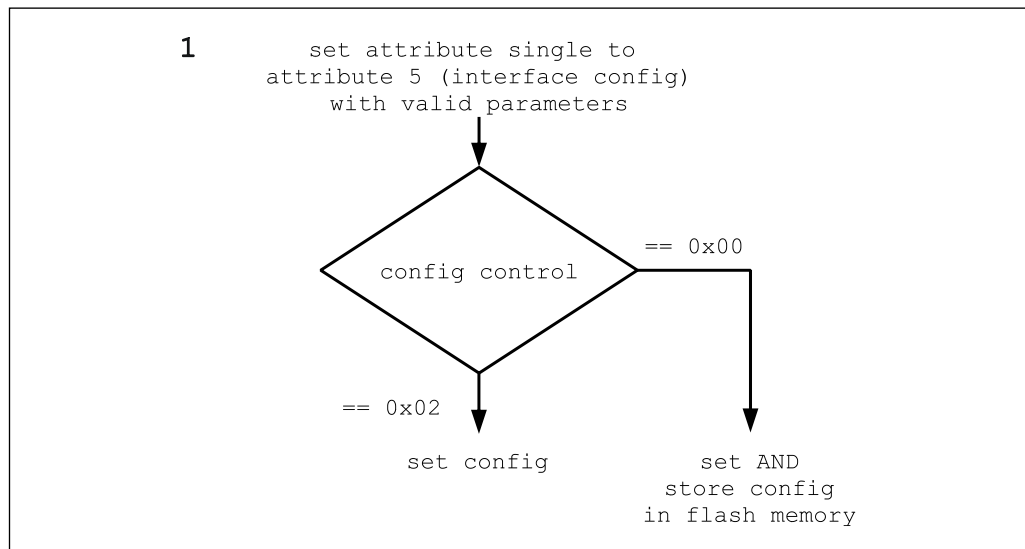 1
set attribute single to
attribute 5 (interface config)
with valid parameters
== 0x00
config control
== 0x02
set config
set AND
store config
in flash memory